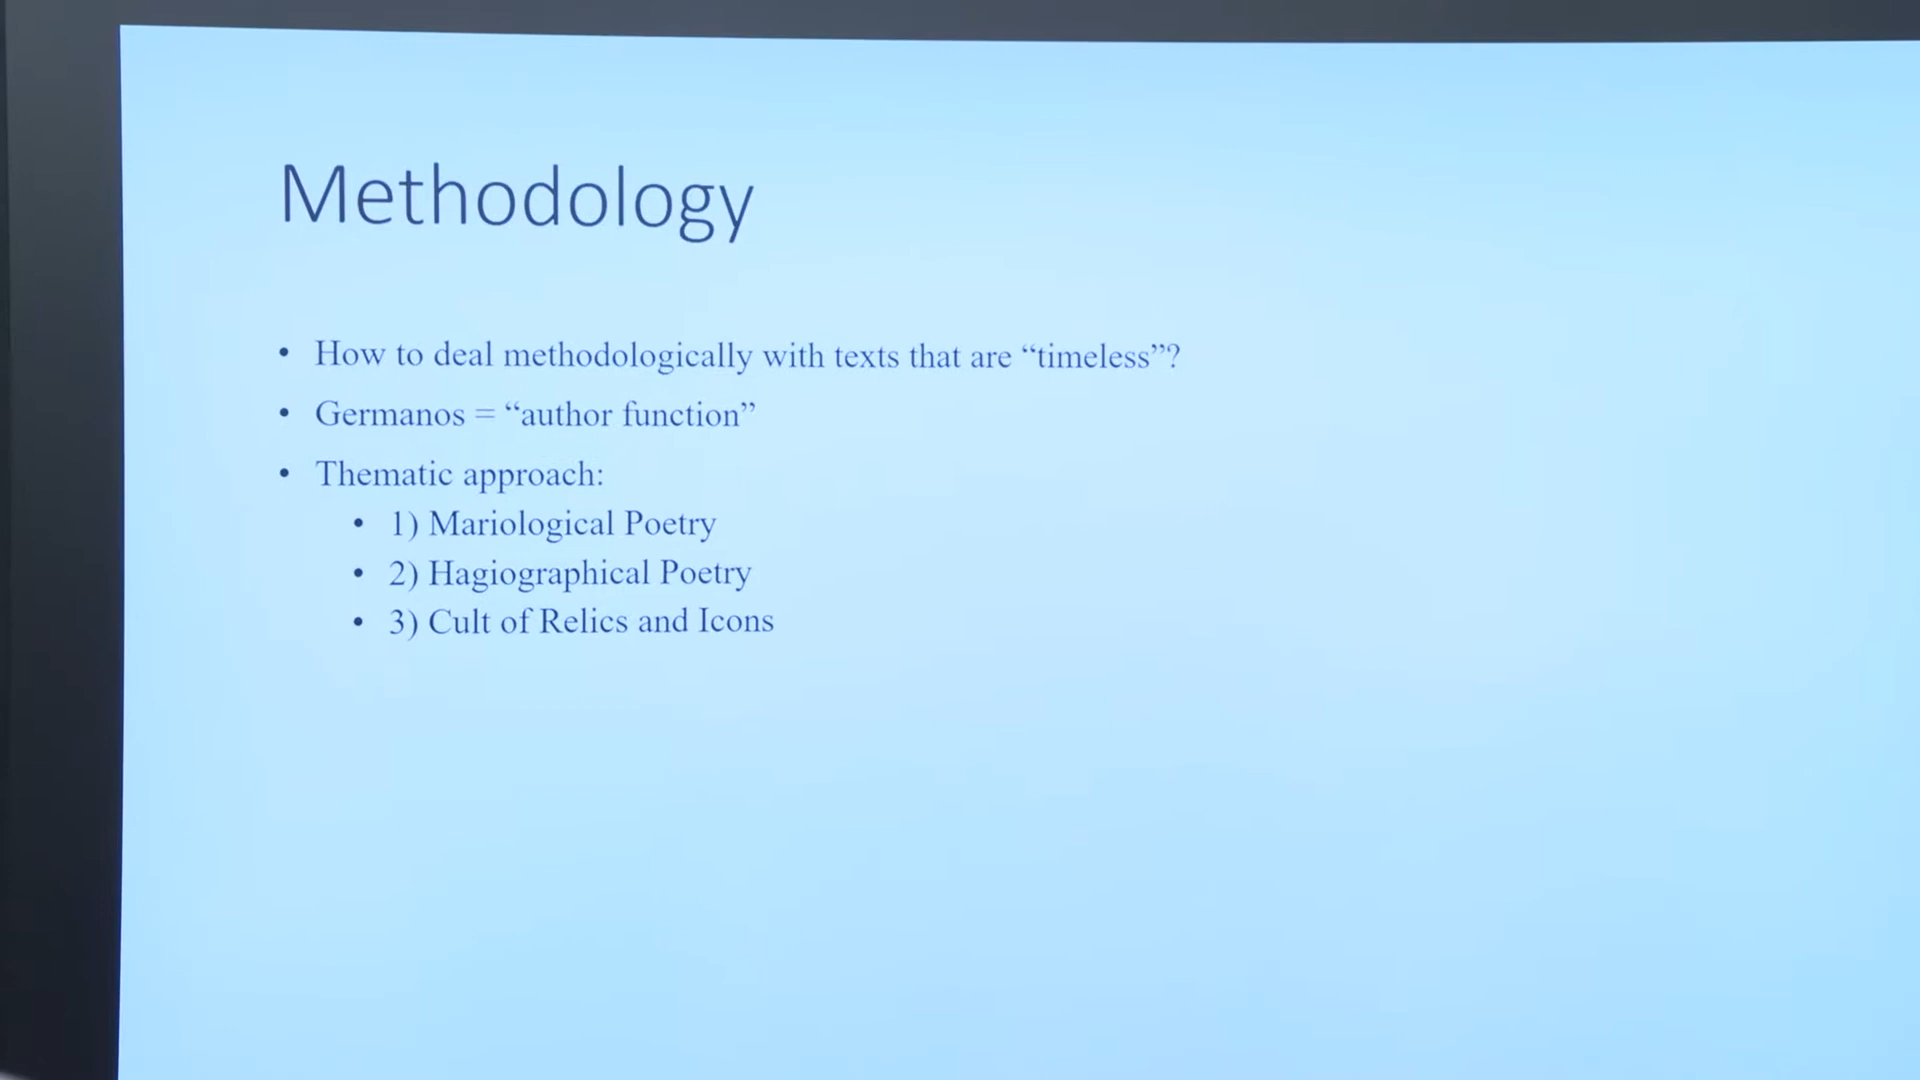 Methodology
• How to deal methodologically with texts that are “timeless”?
• Germanos = “author function”
• Thematic approach:
• 1) Mariological Poetry
• 2) Hagiographical Poetry
• 3) Cult of Relics and Icons